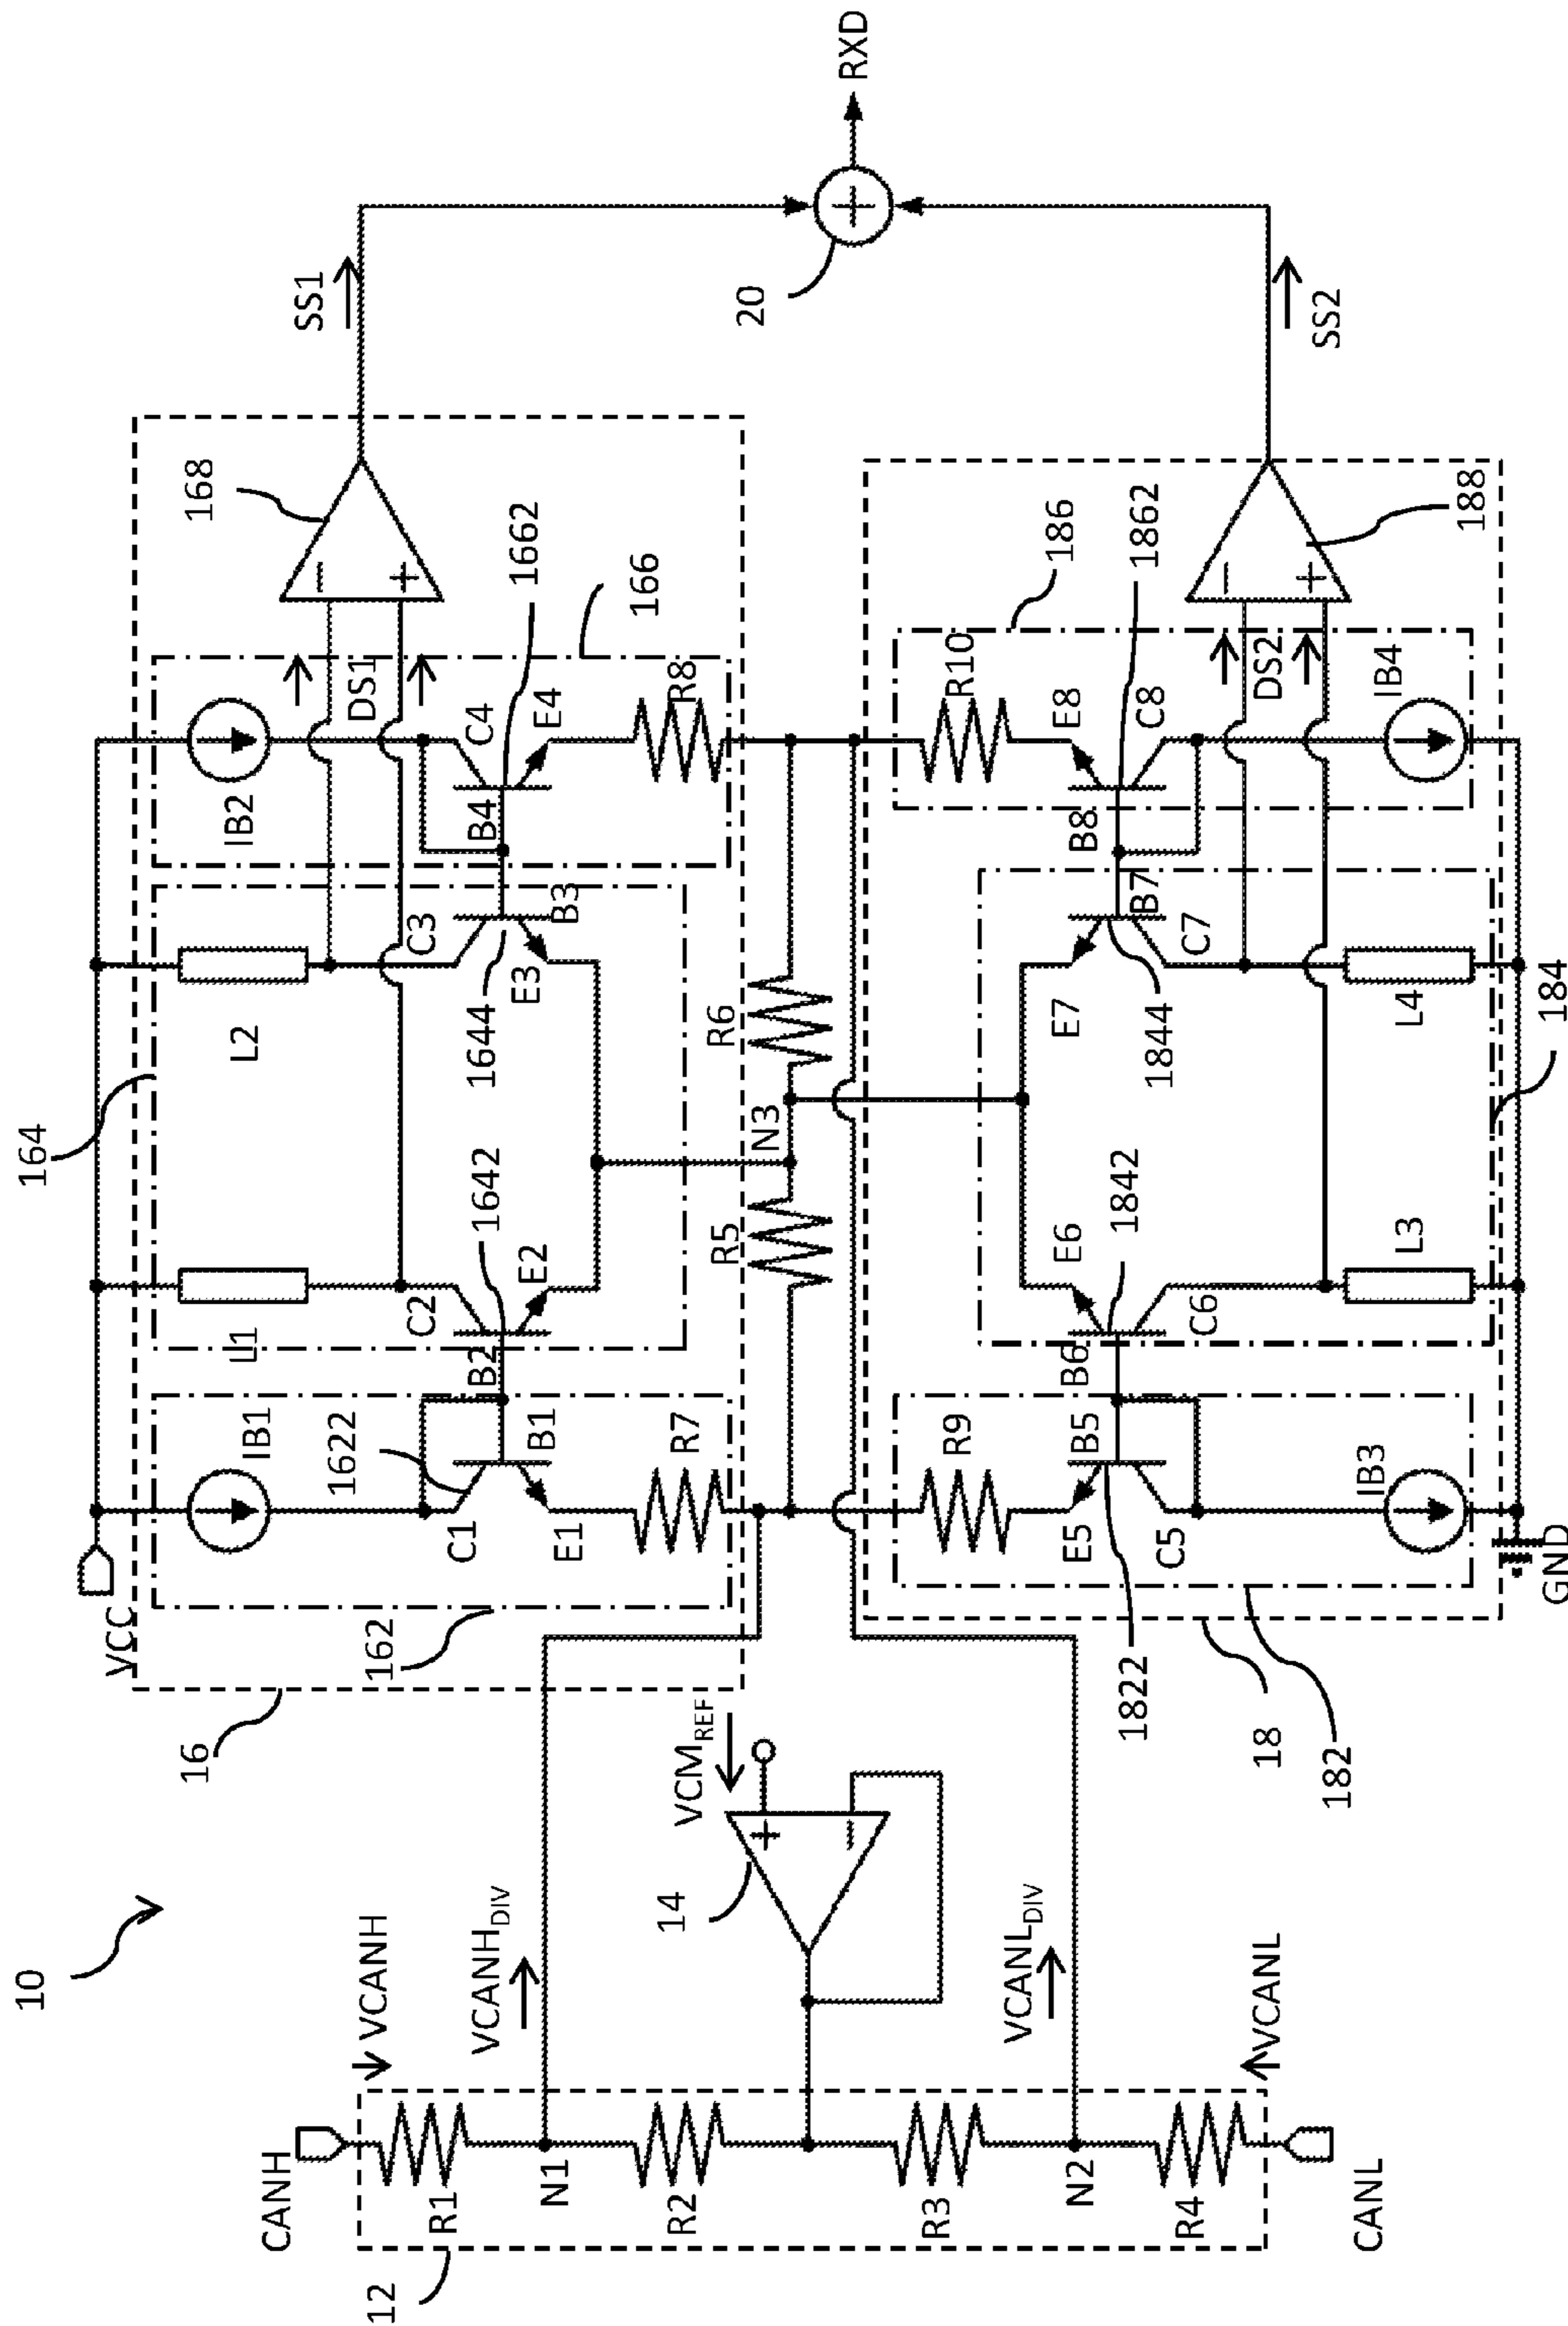 10
CANH
VCANH
12
R1
N1
VCANH_DIV
R2
14
VCM_REF
R3
N2
VCANL_DIV
R4
VCANL
CANL
16
VCC
162
IB1
1622
C1
B1
E1
R7
164
L1
L2
C2
B2
1642
E2
C3
B3
1644
E3
IB2
DS1
C4
B4
1662
E4
R8
166
168
−
+
SS1
R5
N3
R6
18
182
1822
R9
E5
B5
C5
IB3
GND
184
E6
B6
1842
C6
L3
E7
B7
1844
C7
L4
186
R10
E8
B8
1862
C8
DS2
IB4
188
−
+
SS2
20
+
RXD
+
−